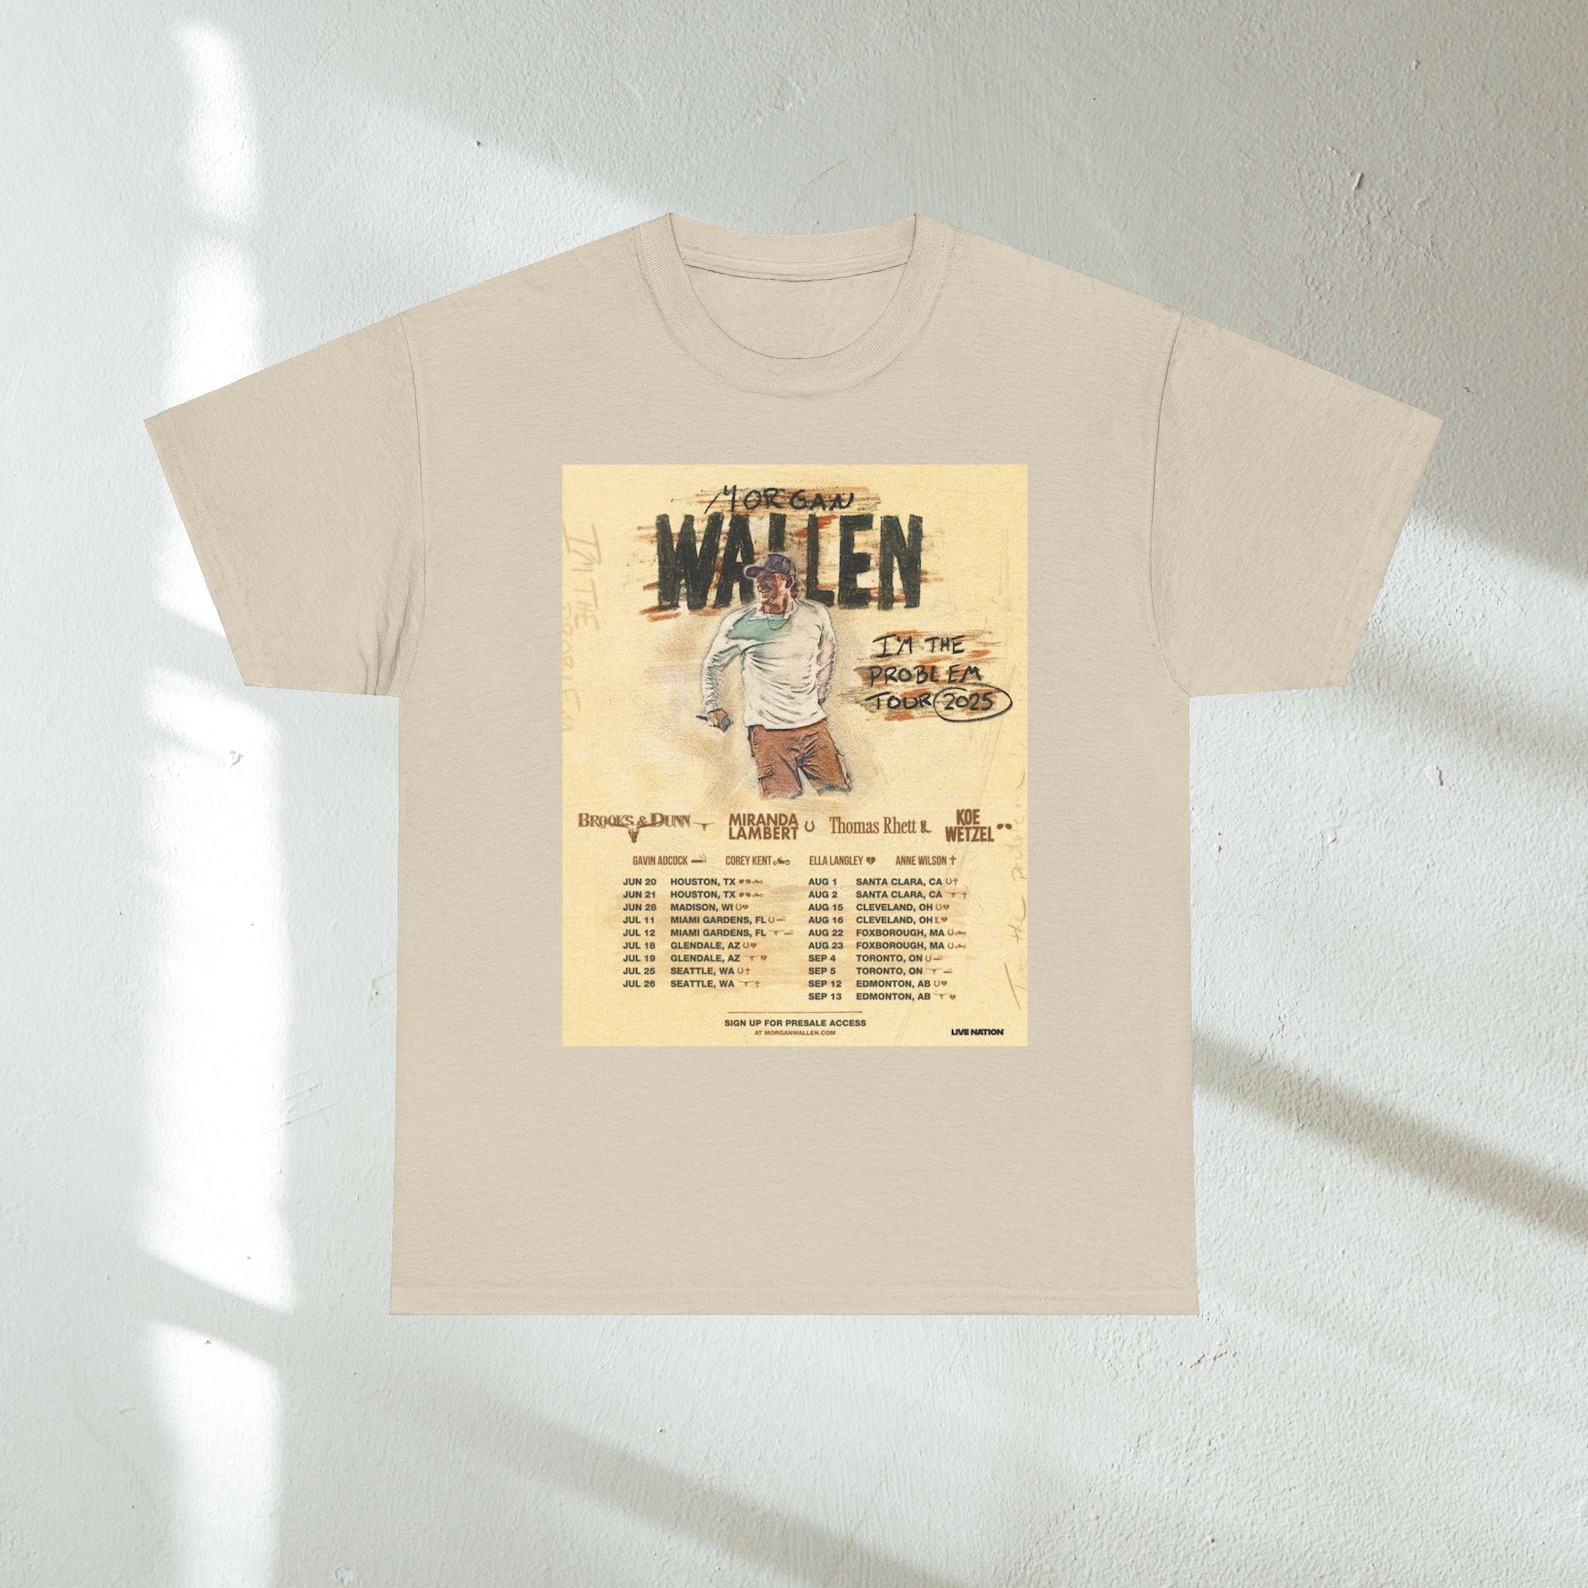 MORGAN
WALLEN
I'M THE
PROBLEM
TOUR 2025
BROOKS & DUNN MIRANDA LAMBERT Thomas Rhett KOE WETZEL
GAVIN ADCOCK COREY KENT ELLA LANGLEY ANNE WILSON
JUN 20 HOUSTON, TX
JUN 21 HOUSTON, TX
JUN 28 MADISON, WI
JUL 11 MIAMI GARDENS, FL
JUL 12 MIAMI GARDENS, FL
JUL 18 GLENDALE, AZ
JUL 19 GLENDALE, AZ
JUL 25 SEATTLE, WA
JUL 26 SEATTLE, WA
AUG 1 SANTA CLARA, CA
AUG 2 SANTA CLARA, CA
AUG 15 CLEVELAND, OH
AUG 16 CLEVELAND, OH
AUG 22 FOXBOROUGH, MA
AUG 23 FOXBOROUGH, MA
SEP 4 TORONTO, ON
SEP 5 TORONTO, ON
SEP 12 EDMONTON, AB
SEP 13 EDMONTON, AB
SIGN UP FOR PRESALE ACCESS
AT MORGANWALLEN.COM
LIVE NATION
I'M THE